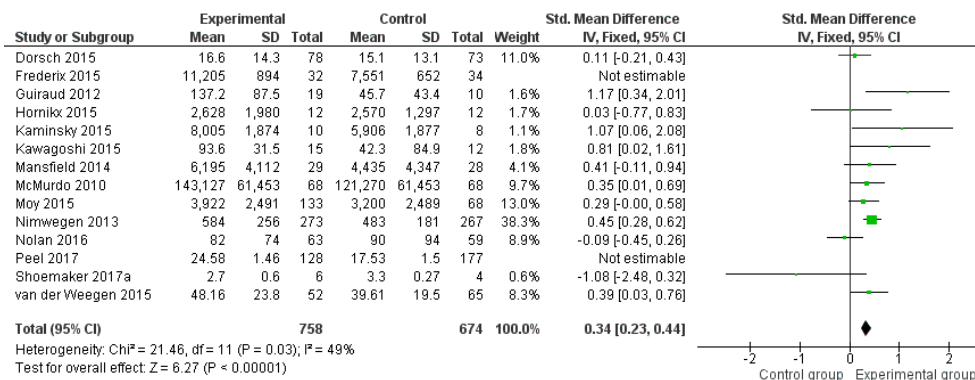 Experimental Control Std. Mean Difference Std. Mean Difference
Study or Subgroup Mean SD Total Mean SD Total Weight IV, Fixed, 95% CI IV, Fixed, 95% CI
Dorsch 2015 16.6 14.3 78 15.1 13.1 73 11.0% 0.11 [-0.21, 0.43]
Frederix 2015 11,205 894 32 7,551 652 34 Not estimable
Guiraud 2012 137.2 87.5 19 45.7 43.4 10 1.6% 1.17 [0.34, 2.01]
Hornikx 2015 2,628 1,980 12 2,570 1,297 12 1.7% 0.03 [-0.77, 0.83]
Kaminsky 2015 8,005 1,874 10 5,906 1,877 8 1.1% 1.07 [0.06, 2.08]
Kawagoshi 2015 93.6 31.5 15 42.3 84.9 12 1.7% 0.81 [0.02, 1.61]
Mansfield 2014 6,195 4,112 29 4,435 4,347 28 4.1% 0.41 [-0.11, 0.94]
McMurdo 2010 143,127 61,453 68 121,270 61,453 68 9.7% 0.35 [0.01, 0.69]
Moy 2015 3,922 2,491 133 3,200 2,489 68 13.0% 0.29 [-0.00, 0.58]
Nimwegen 2013 584 256 273 483 181 267 38.3% 0.45 [0.28, 0.62]
Nolan 2016 82 74 63 90 94 59 8.9% -0.09 [-0.45, 0.26]
Peel 2017 24.58 1.46 128 17.53 1.5 177 Not estimable
Shoemaker 2017a 2.7 0.6 6 3.3 0.27 4 0.6% -1.08 [-2.48, 0.32]
van der Weegen 2015 48.16 23.8 52 39.61 19.5 65 8.3% 0.39 [0.03, 0.76]
Total (95% CI) 758 674 100.0% 0.34 [0.23, 0.44]
Heterogeneity: Chi² = 21.46, df = 11 (P = 0.03); I² = 49%
Test for overall effect: Z = 6.27 (P < 0.00001)
-2 -1 0 1 2
Control group Experimental group